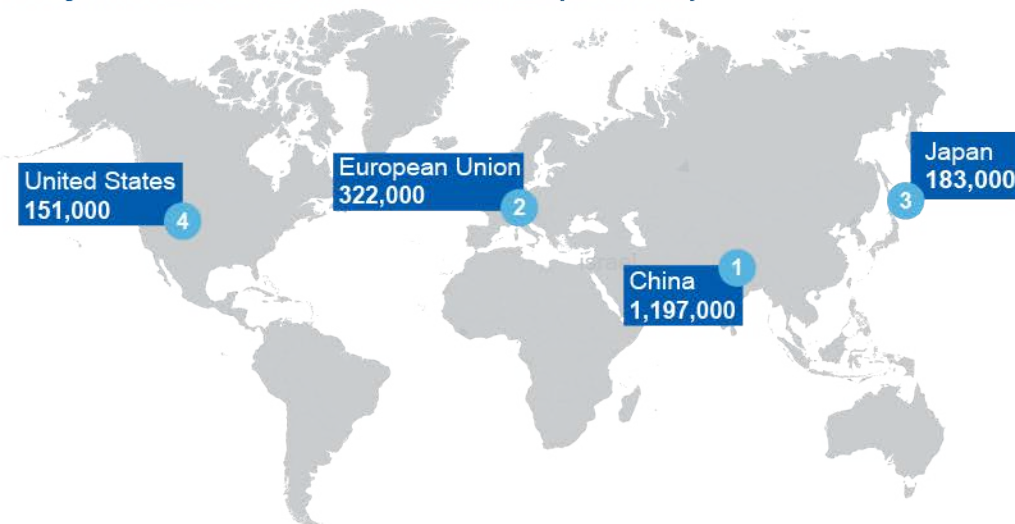 United States
151,000
4
European Union
322,000
2
China
1,197,000
1
Japan
183,000
3
israel